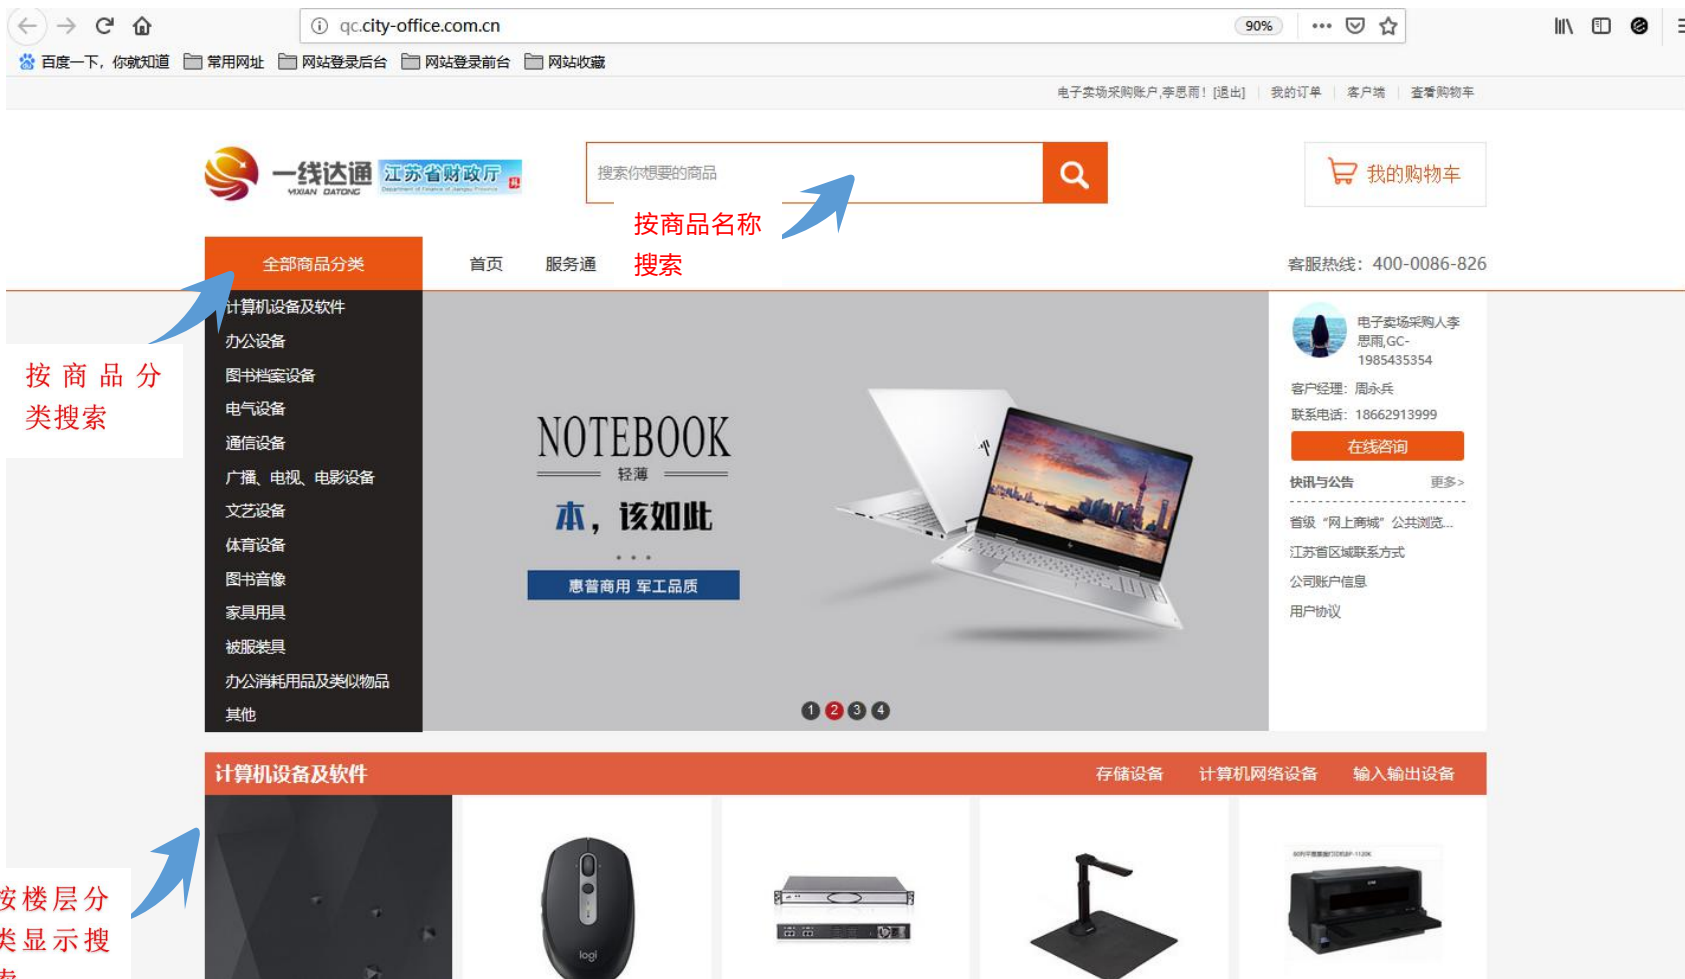 qc.city-office.com.cn
90%
百度一下，你就知道 常用网址 网站登录后台 网站登录前台 网站收藏
电子卖场采购账户,李思雨！[退出] 我的订单 客户端 查看购物车
一线达通 江苏省财政厅
YIXIAN DATONG Department of Finance of Jiangsu Province
搜索你想要的商品
我的购物车
按商品名称
搜索
全部商品分类 首页 服务通 客服热线：400-0086-826
计算机设备及软件
办公设备
图书档案设备
电气设备
通信设备
广播、电视、电影设备
文艺设备
体育设备
图书音像
家具用具
被服装具
办公消耗用品及类似物品
其他
按商品分
类搜索
NOTEBOOK
轻薄
本，该如此
惠普商用 军工品质
1 2 3 4
电子卖场采购人李
思雨,GC-
1985435354
客户经理：周永兵
联系电话：18662913999
在线咨询
快讯与公告 更多>
省级“网上商城”公共浏览...
江苏省区域联系方式
公司账户信息
用户协议
计算机设备及软件 存储设备 计算机网络设备 输入输出设备
按楼层分
类显示搜
索
logi